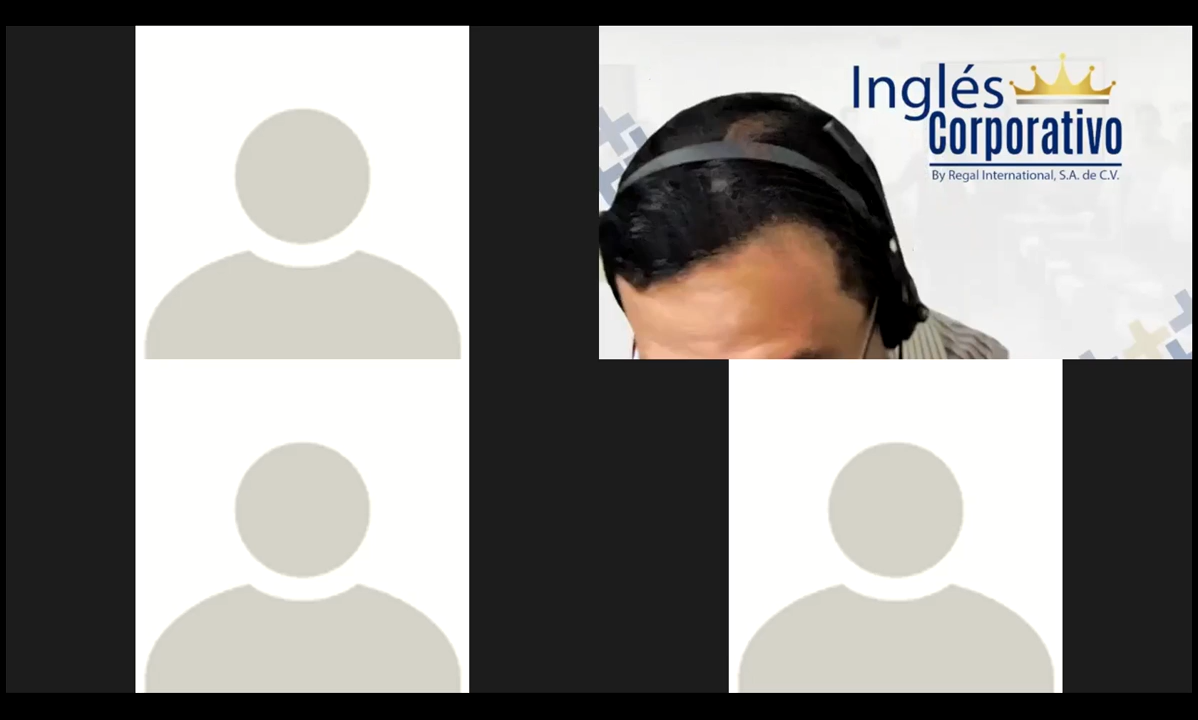 Inglés
Corporativo
By Regal International, S.A. de C.V.